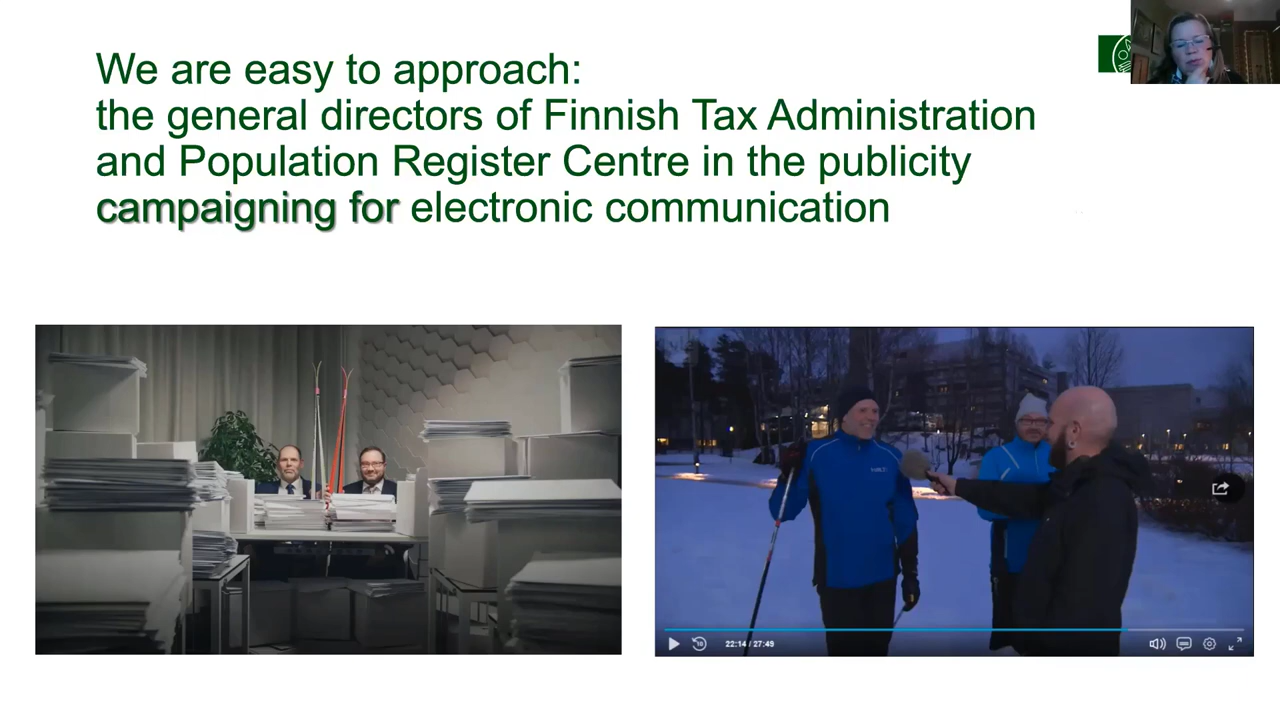 We are easy to approach:
the general directors of Finnish Tax Administration
and Population Register Centre in the publicity
campaigning for electronic communication
22:14 / 27:49